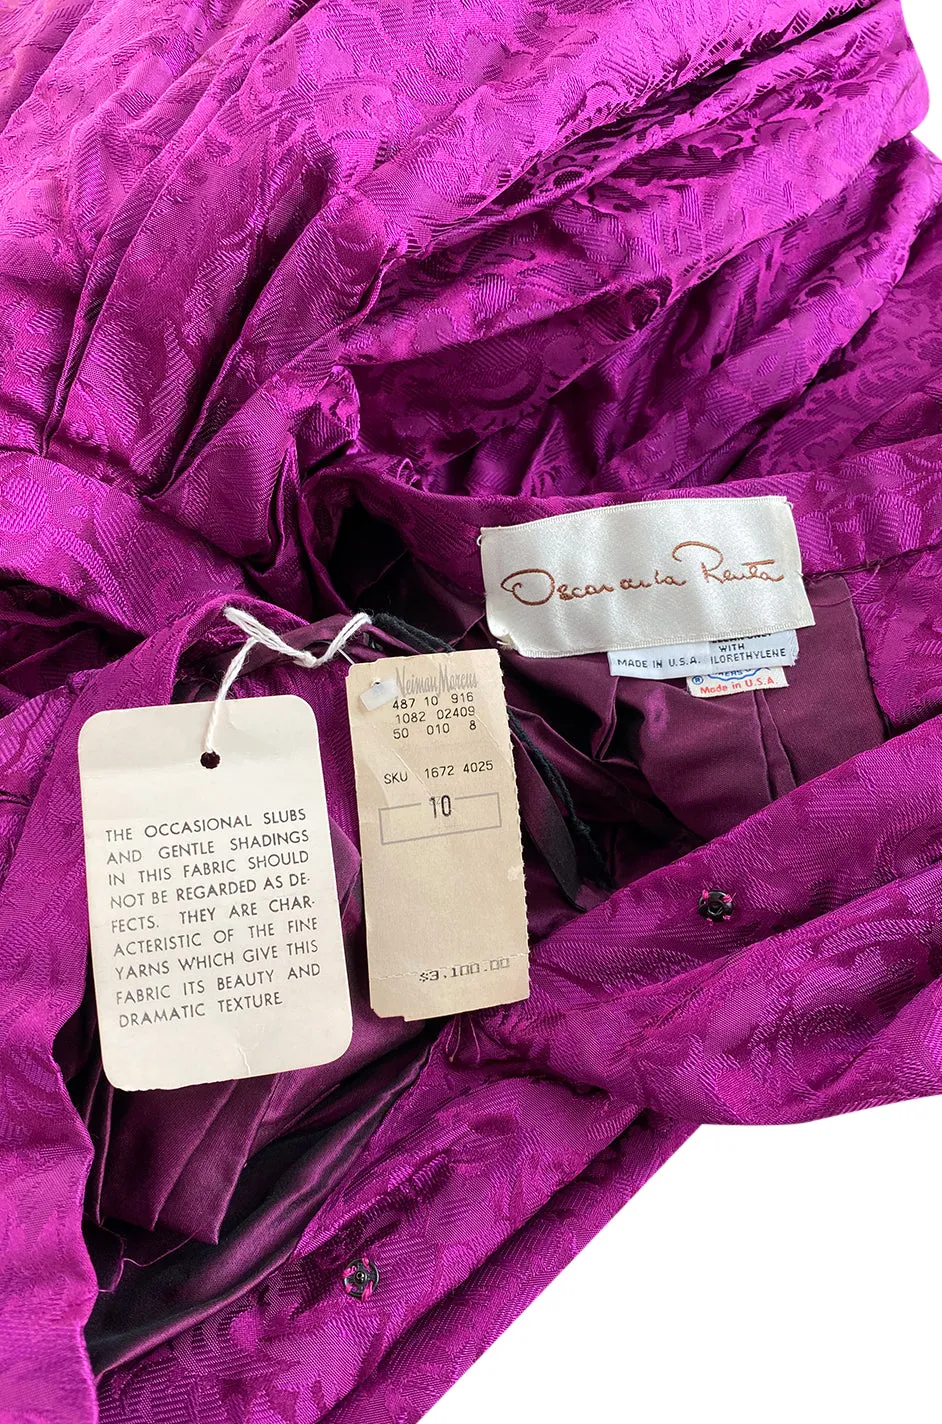 Oscar de la Renta
WITH
MADE IN U.S.A.
LORETHYLENE
®
Made in U.S.A.
Neiman Marcus
487 10 916
1082 02409
50 010 8
SKU 1672 4025
10
$3,100.00
THE OCCASIONAL SLUBS
AND GENTLE SHADINGS
IN THIS FABRIC SHOULD
NOT BE REGARDED AS DE-
FECTS. THEY ARE CHAR-
ACTERISTIC OF THE FINE
YARNS WHICH GIVE THIS
FABRIC ITS BEAUTY AND
DRAMATIC TEXTURE.